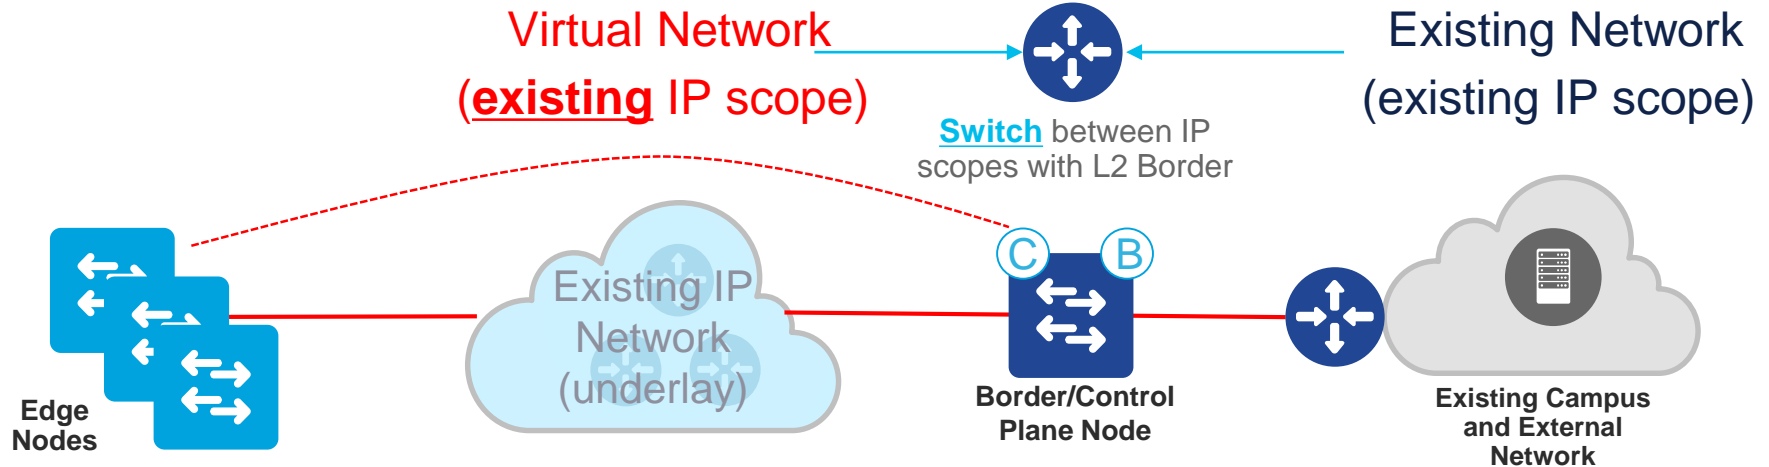 Virtual Network
(existing IP scope)
Existing Network
(existing IP scope)
Switch between IP
scopes with L2 Border
C
B
Existing IP
Network
(underlay)
Edge
Nodes
Border/Control
Plane Node
Existing Campus
and External
Network